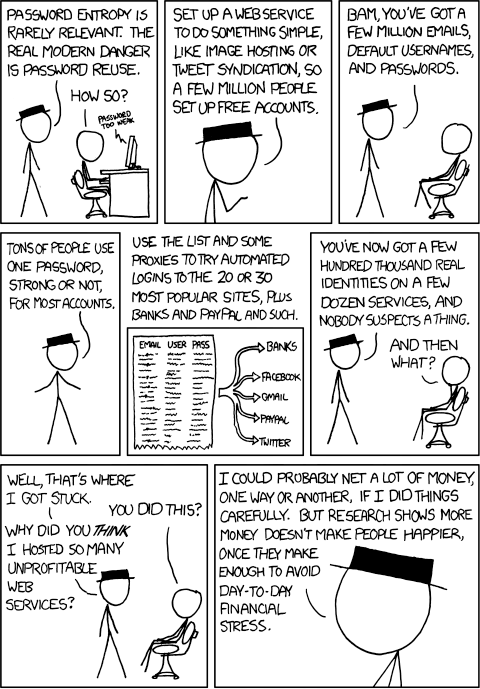 PASSWORD ENTROPY IS
RARELY RELEVANT. THE
REAL MODERN DANGER
IS PASSWORD REUSE.
HOW SO?
PASSWORD
TOO WEAK
SET UP A WEB SERVICE
TO DO SOMETHING SIMPLE,
LIKE IMAGE HOSTING OR
TWEET SYNDICATION, SO
A FEW MILLION PEOPLE
SET UP FREE ACCOUNTS.
BAM, YOU'VE GOT A
FEW MILLION EMAILS,
DEFAULT USERNAMES,
AND PASSWORDS.
TONS OF PEOPLE USE
ONE PASSWORD,
STRONG OR NOT,
FOR MOST ACCOUNTS.
USE THE LIST AND SOME
PROXIES TO TRY AUTOMATED
LOGINS TO THE 20 OR 30
MOST POPULAR SITES, PLUS
BANKS AND PAYPAL AND SUCH.
EMAIL USER PASS
BANKS
FACEBOOK
GMAIL
PAYPAL
TWITTER
YOU'VE NOW GOT A FEW
HUNDRED THOUSAND REAL
IDENTITIES ON A FEW
DOZEN SERVICES, AND
NOBODY SUSPECTS A THING.
AND THEN
WHAT?
WELL, THAT'S WHERE
I GOT STUCK.
YOU DID THIS?
WHY DID YOU THINK
I HOSTED SO MANY
UNPROFITABLE
WEB
SERVICES?
I COULD PROBABLY NET A LOT OF MONEY,
ONE WAY OR ANOTHER, IF I DID THINGS
CAREFULLY. BUT RESEARCH SHOWS MORE
MONEY DOESN'T MAKE PEOPLE HAPPIER,
ONCE THEY MAKE
ENOUGH TO AVOID
DAY-TO-DAY
FINANCIAL
STRESS.